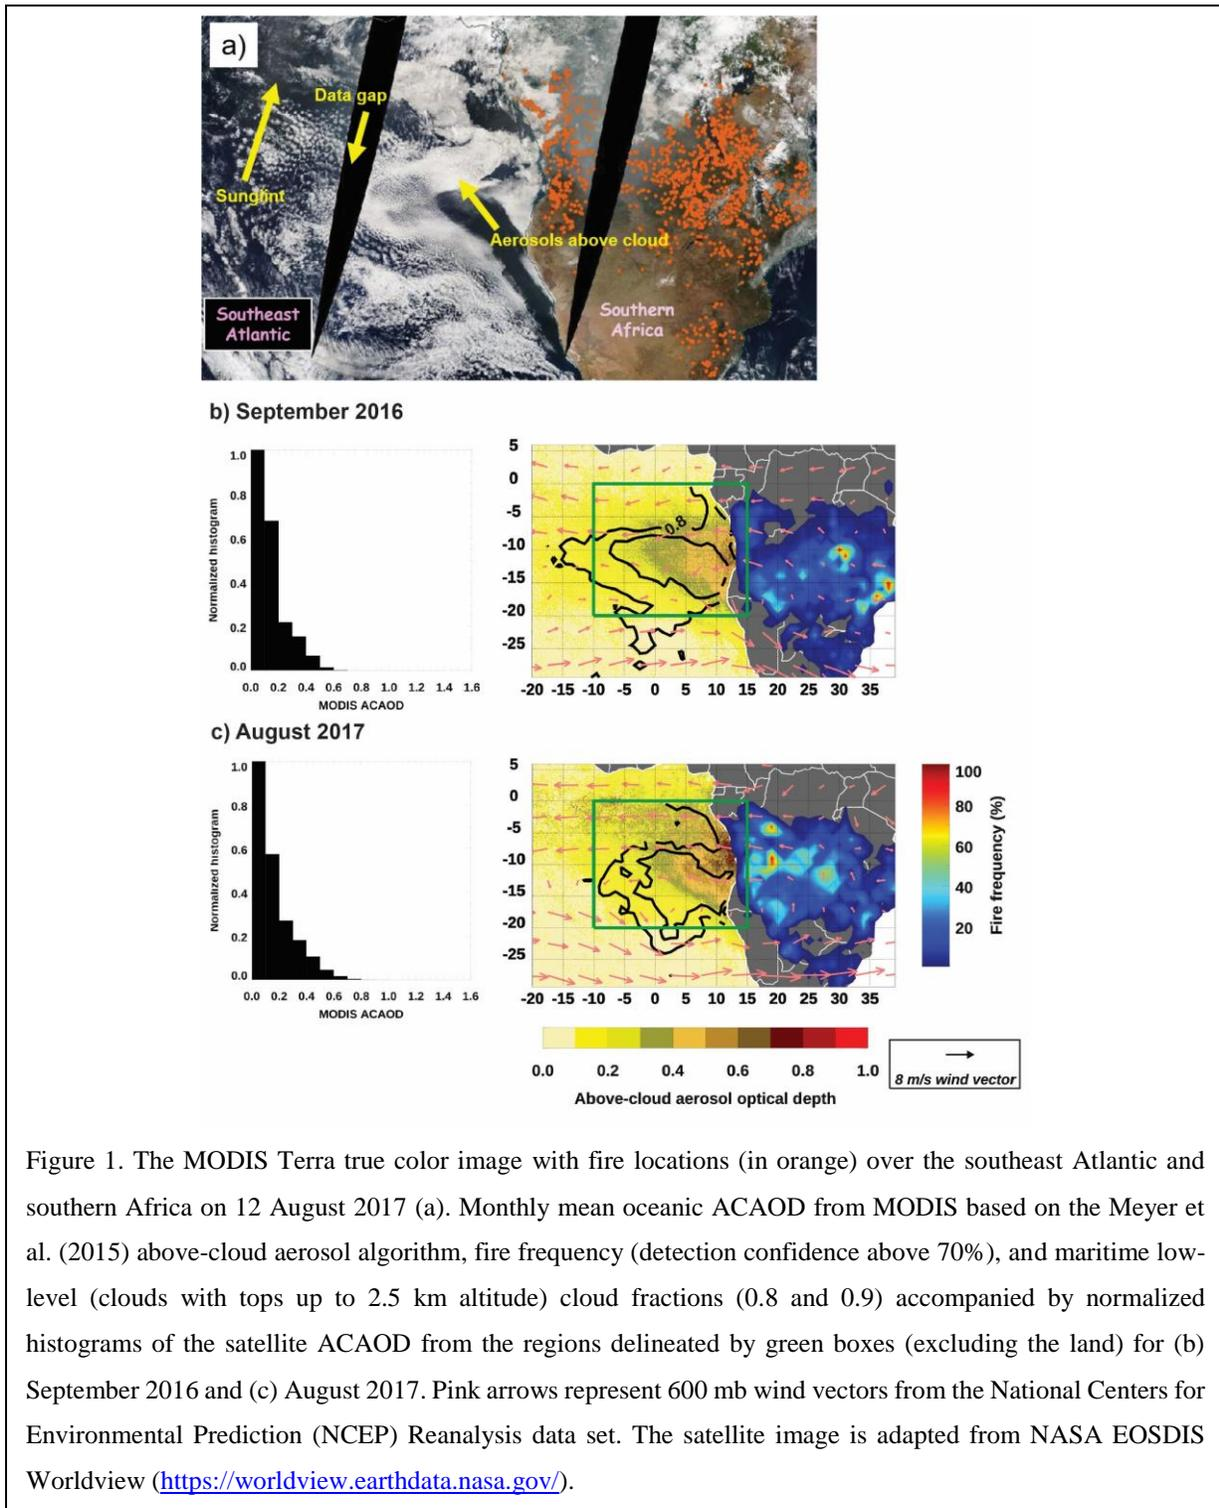 a)
Data gap
Sunglint
Aerosols above cloud
Southeast
Atlantic
Southern
Africa
b) September 2016
1.0
0.8
0.6
0.4
0.2
0.0
Normalized histogram
0.0 0.2 0.4 0.6 0.8 1.0 1.2 1.4 1.6
MODIS ACAOD
5
0
-5
-10
-15
-20
-25
0.8
-20 -15 -10 -5 0 5 10 15 20 25 30 35
c) August 2017
1.0
0.8
0.6
0.4
0.2
0.0
Normalized histogram
0.0 0.2 0.4 0.6 0.8 1.0 1.2 1.4 1.6
MODIS ACAOD
5
0
-5
-10
-15
-20
-25
-20 -15 -10 -5 0 5 10 15 20 25 30 35
100
80
60
40
20
Fire frequency (%)
0.0 0.2 0.4 0.6 0.8 1.0
Above-cloud aerosol optical depth
8 m/s wind vector
Figure 1. The MODIS Terra true color image with fire locations (in orange) over the southeast Atlantic and
southern Africa on 12 August 2017 (a). Monthly mean oceanic ACAOD from MODIS based on the Meyer et
al. (2015) above-cloud aerosol algorithm, fire frequency (detection confidence above 70%), and maritime low-
level (clouds with tops up to 2.5 km altitude) cloud fractions (0.8 and 0.9) accompanied by normalized
histograms of the satellite ACAOD from the regions delineated by green boxes (excluding the land) for (b)
September 2016 and (c) August 2017. Pink arrows represent 600 mb wind vectors from the National Centers for
Environmental Prediction (NCEP) Reanalysis data set. The satellite image is adapted from NASA EOSDIS
Worldview (https://worldview.earthdata.nasa.gov/).